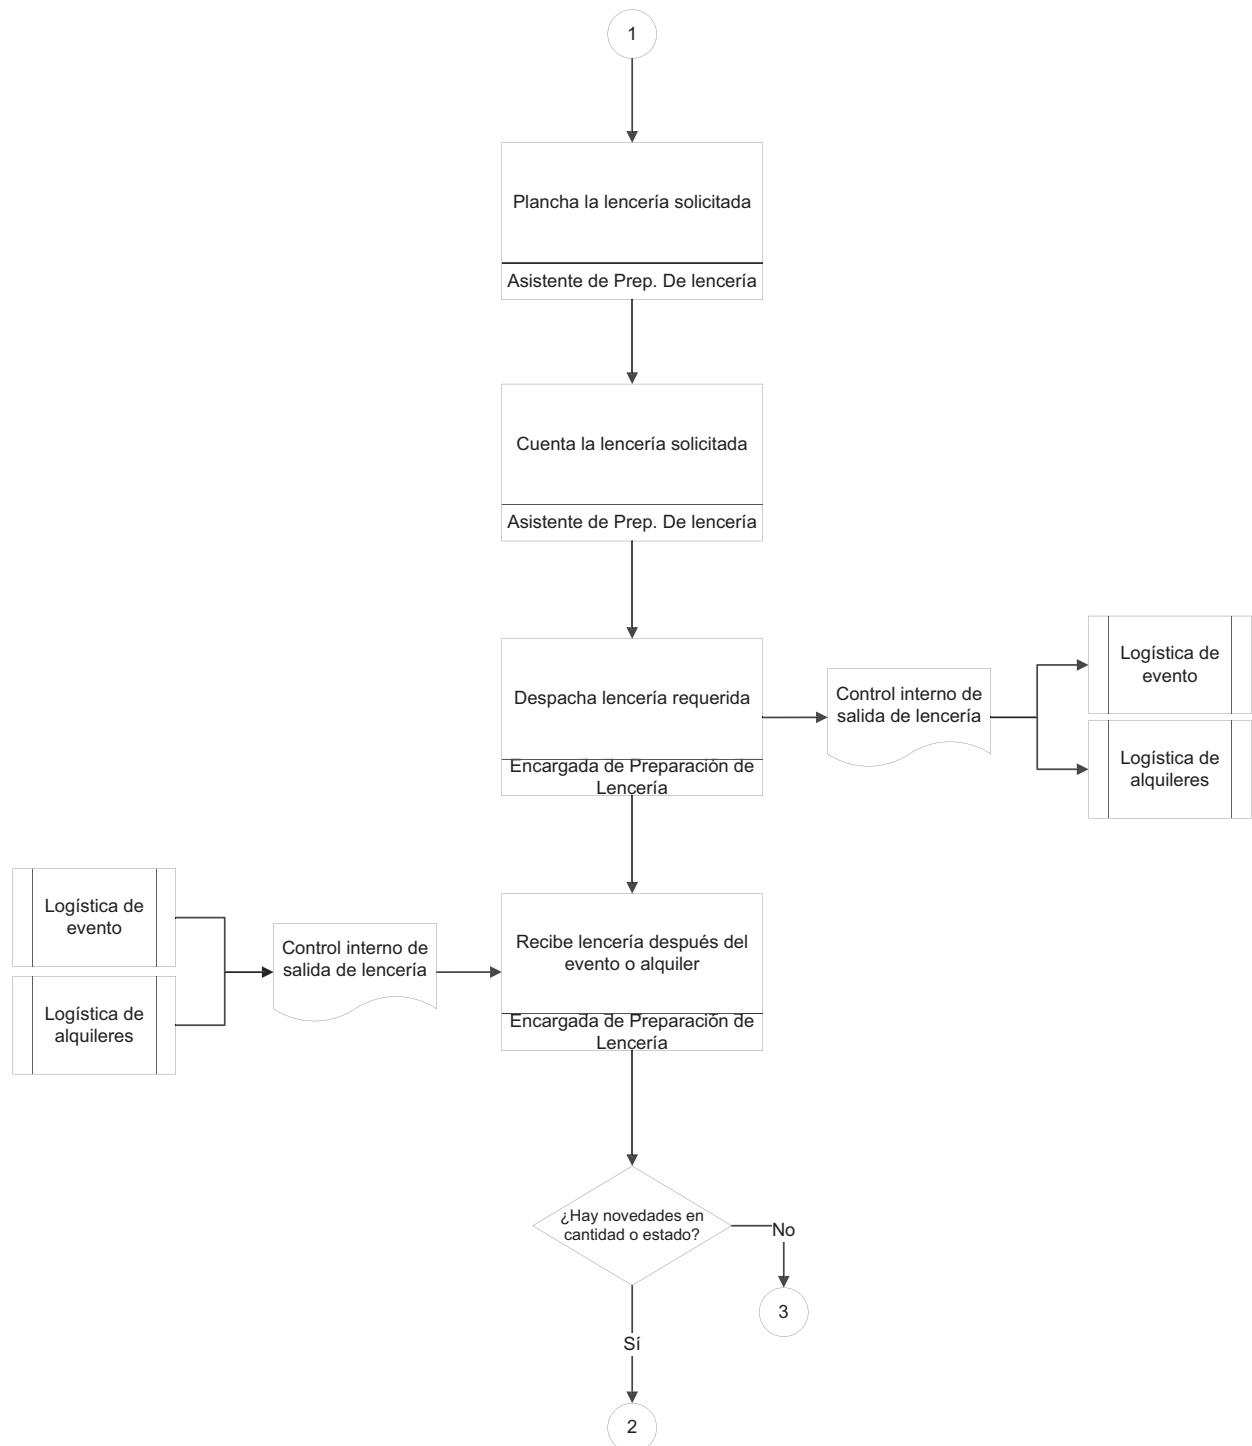 1
Plancha la lencería solicitada
Asistente de Prep. De lencería
Cuenta la lencería solicitada
Asistente de Prep. De lencería
Despacha lencería requerida
Encargada de Preparación de
Lencería
Control interno de
salida de lencería
Logística de
evento
Logística de
alquileres
Logística de
evento
Logística de
alquileres
Control interno de
salida de lencería
Recibe lencería después del
evento o alquiler
Encargada de Preparación de
Lencería
¿Hay novedades en
cantidad o estado?
No
3
Sí
2